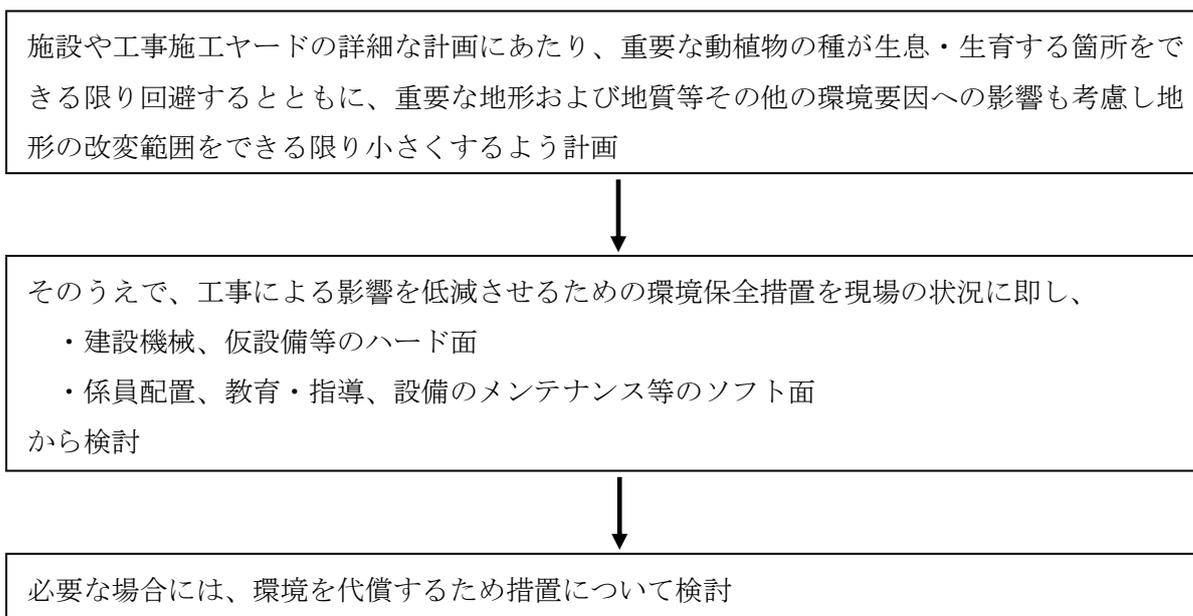 施設や工事施工ヤードの詳細な計画にあたり、重要な動植物の種が生息・生育する箇所をで
きる限り回避するとともに、重要な地形および地質等その他の環境要因への影響も考慮し地
形の改変範囲をできる限り小さくするよう計画
そのうえで、工事による影響を低減させるための環境保全措置を現場の状況に即し、
・建設機械、仮設備等のハード面
・係員配置、教育・指導、設備のメンテナンス等のソフト面
から検討
必要な場合には、環境を代償するため措置について検討